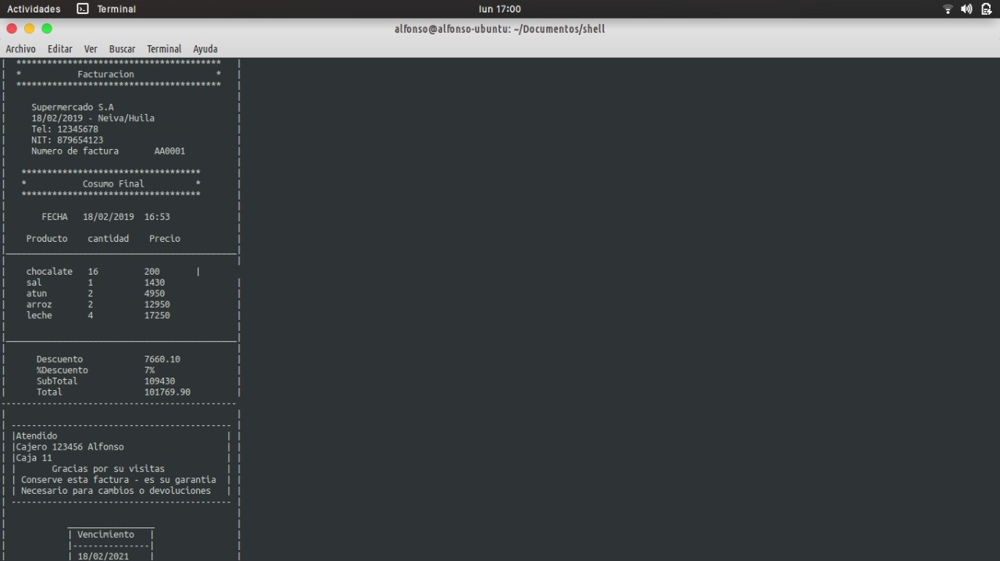 Actividades Terminal lun 17:00
alfonso@alfonso-ubuntu: ~/Documentos/shell
Archivo Editar Ver Buscar Terminal Ayuda
****************************************
* Facturacion *
****************************************
Supermercado S.A
18/02/2019 - Neiva/Huila
Tel: 12345678
NIT: 879654123
Numero de factura AA0001
***********************************
* Cosumo Final *
***********************************
FECHA 18/02/2019 16:53
Producto cantidad Precio
chocalate 16 200 |
sal 1 1430
atun 2 4950
arroz 2 12950
leche 4 17250
Descuento 7660.10
%Descuento 7%
SubTotal 109430
Total 101769.90
---------------------------------------------
-------------------------------------------
|Atendido |
|Cajero 123456 Alfonso |
|Caja 11 |
| Gracias por su visitas |
| Conserve esta factura - es su garantia |
| Necesario para cambios o devoluciones |
-------------------------------------------
| Vencimiento |
|---------------|
| 18/02/2021 |